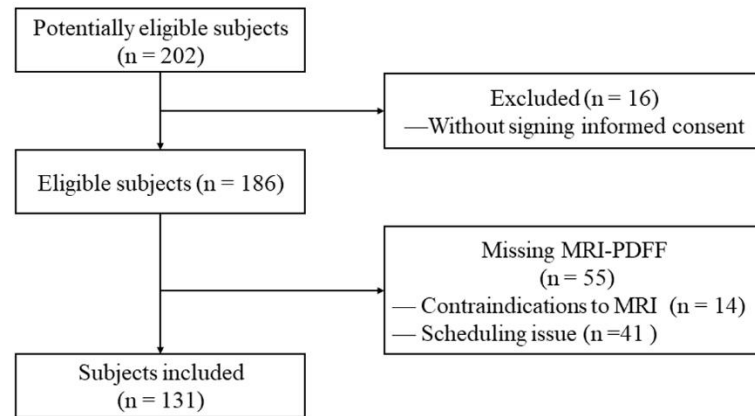 Potentially eligible subjects
(n = 202)
Excluded (n = 16)
—Without signing informed consent
Eligible subjects (n = 186)
Missing MRI-PDFF
(n = 55)
— Contraindications to MRI (n = 14)
— Scheduling issue (n =41 )
Subjects included
(n = 131)